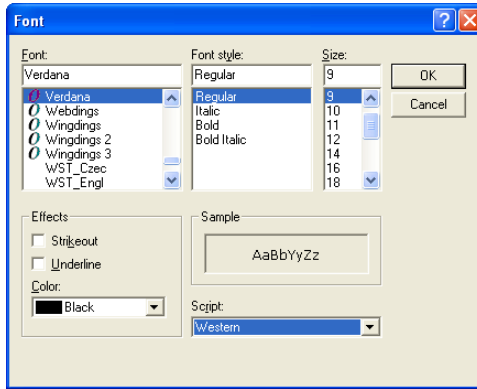 Font
Font: Font style: Size:
Verdana Regular 9 OK
Verdana Regular 9 Cancel
Webdings Italic 10
Wingdings Bold 11
Wingdings 2 Bold Italic 12
Wingdings 3 14
WST_Czec 16
WST_Engl 18
Effects Sample
Strikeout
Underline AaBbYyZz
Color:
Black Script:
Western